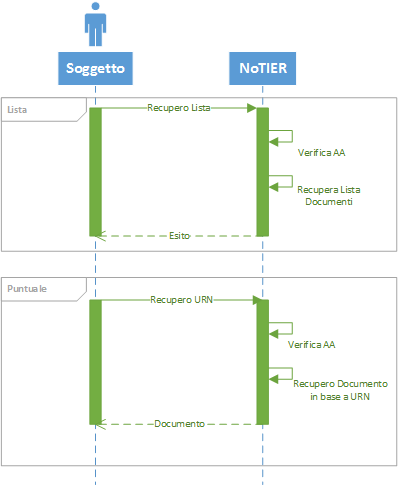 Soggetto
NoTIER
Lista
Recupero Lista
Verifica AA
Recupera Lista
Documenti
Esito
Puntuale
Recupero URN
Verifica AA
Recupero Documento
in base a URN
Documento